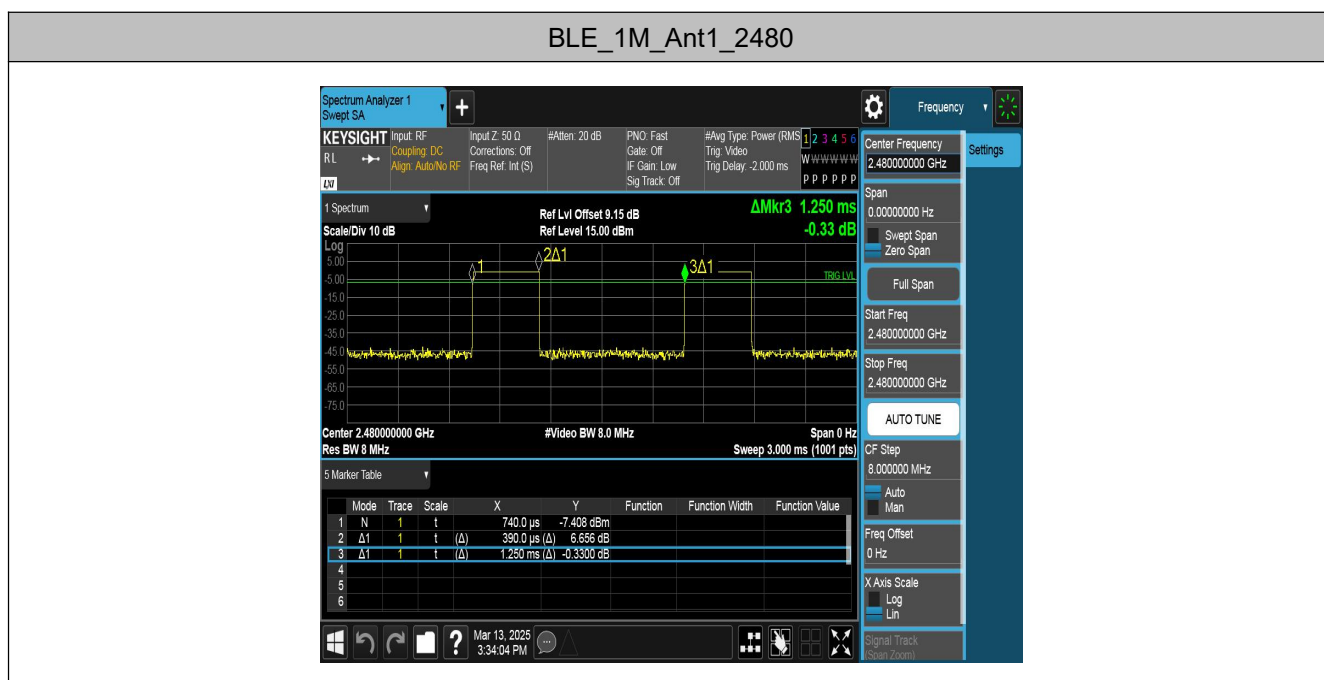 BLE_1M_Ant1_2480
Spectrum Analyzer 1
Swept SA
+
Frequency
KEYSIGHT
RL
LXI
Input: RF
Coupling: DC
Align: Auto/No RF
Input Z: 50 Ω
Corrections: Off
Freq Ref: Int (S)
#Atten: 20 dB
PNO: Fast
Gate: Off
IF Gain: Low
Sig Track: Off
#Avg Type: Power (RMS
Trig: Video
Trig Delay: -2.000 ms
1 2 3 4 5 6
W W W W W W
P P P P P P
Center Frequency
2.480000000 GHz
Settings
Span
0.00000000 Hz
Swept Span
Zero Span
Full Span
Start Freq
2.480000000 GHz
Stop Freq
2.480000000 GHz
AUTO TUNE
CF Step
8.000000 MHz
Auto
Man
Freq Offset
0 Hz
X Axis Scale
Log
Lin
Signal Track
(Span Zoom)
1 Spectrum
Scale/Div 10 dB
Ref Lvl Offset 9.15 dB
Ref Level 15.00 dBm
ΔMkr3 1.250 ms
-0.33 dB
Log
5.00
-5.00
-15.0
-25.0
-35.0
-45.0
-55.0
-65.0
-75.0
1
2Δ1
3Δ1
TRIG LVL
Center 2.480000000 GHz
Res BW 8 MHz
#Video BW 8.0 MHz
Span 0 Hz
Sweep 3.000 ms (1001 pts)
5 Marker Table
Mode Trace Scale X Y Function Function Width Function Value
1 N 1 t 740.0 µs -7.408 dBm
2 Δ1 1 t (Δ) 390.0 µs (Δ) 6.656 dB
3 Δ1 1 t (Δ) 1.250 ms (Δ) -0.3300 dB
4
5
6
?
Mar 13, 2025
3:34:04 PM